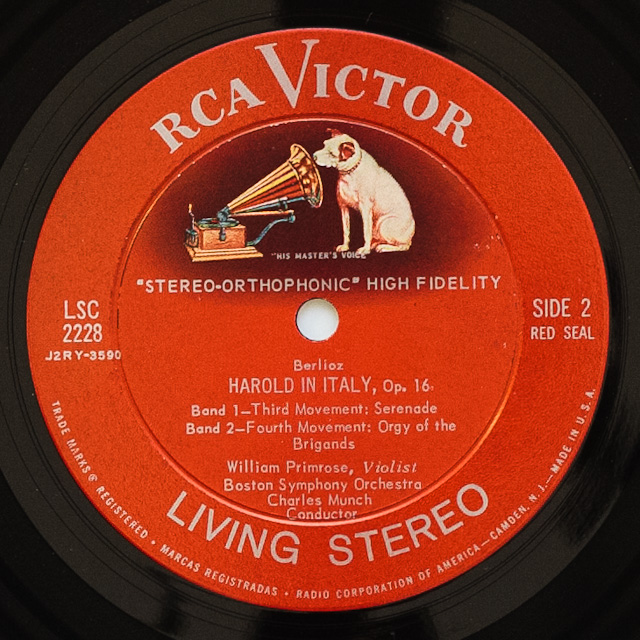 RCA VICTOR
"HIS MASTER'S VOICE"
"STEREO-ORTHOPHONIC" HIGH FIDELITY
LSC
2228
J2RY-3590
SIDE 2
RED SEAL
Berlioz
HAROLD IN ITALY, Op. 16
Band 1—Third Movement: Serenade
Band 2—Fourth Movement: Orgy of the
Brigands
William Primrose, Violist
Boston Symphony Orchestra
Charles Munch
Conductor
LIVING STEREO
TRADE MARKS ® REGISTERED • MARCAS REGISTRADAS • RADIO CORPORATION OF AMERICA—CAMDEN, N. J.—MADE IN U. S. A.